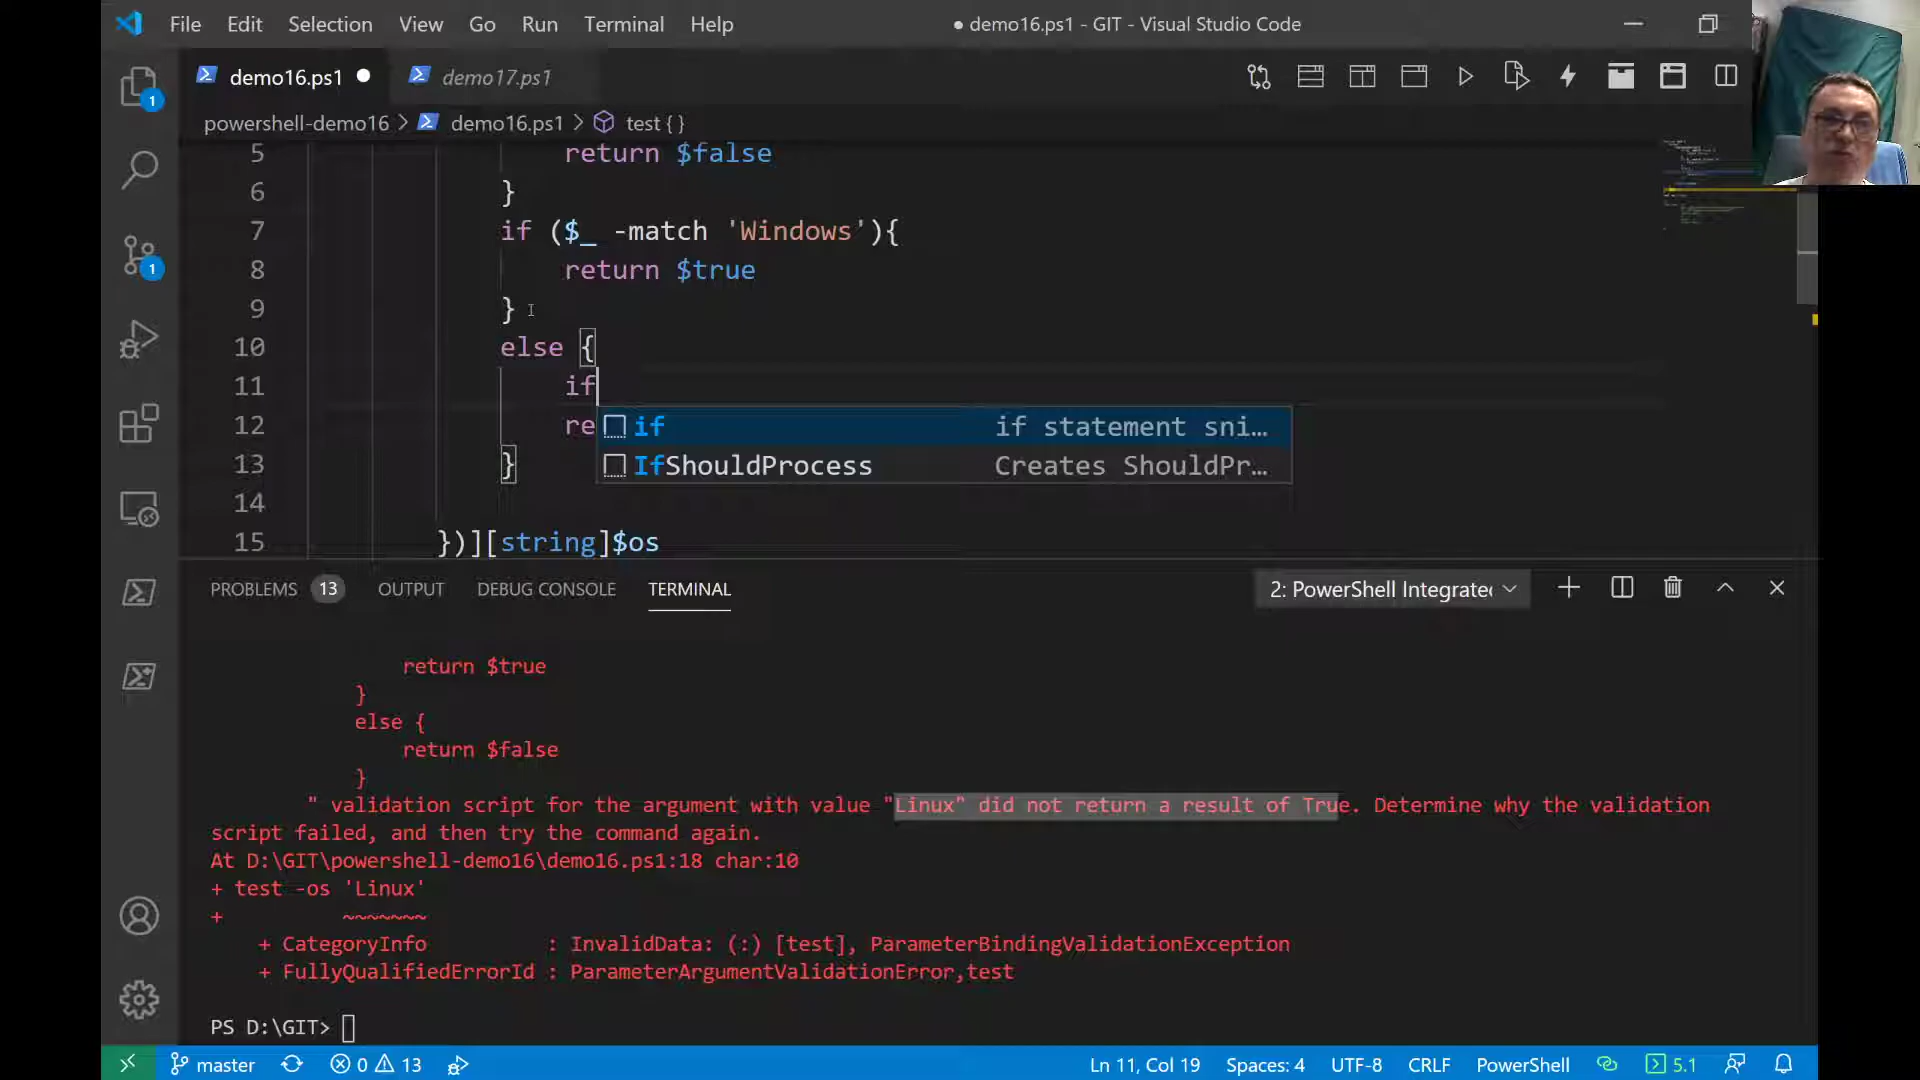 File Edit Selection View Go Run Terminal Help
● demo16.ps1 - GIT - Visual Studio Code
demo16.ps1 ●
demo17.ps1
powershell-demo16 > demo16.ps1 > test { }
5 return $false
6 }
7 if ($_ -match 'Windows'){
8 return $true
9 }
10 else {
11 if
12 re
if if statement sni…
IfShouldProcess Creates ShouldPr…
13 }
14
15 })][string]$os
PROBLEMS 13 OUTPUT DEBUG CONSOLE TERMINAL
2: PowerShell Integrated
return $true
}
else {
return $false
}
" validation script for the argument with value "Linux" did not return a result of True. Determine why the validation
script failed, and then try the command again.
At D:\GIT\powershell-demo16\demo16.ps1:18 char:10
+ test -os 'Linux'
+ ~~~~~~~
+ CategoryInfo : InvalidData: (:) [test], ParameterBindingValidationException
+ FullyQualifiedErrorId : ParameterArgumentValidationError,test
PS D:\GIT>
1
1
master 0 13 Ln 11, Col 19 Spaces: 4 UTF-8 CRLF PowerShell 5.1